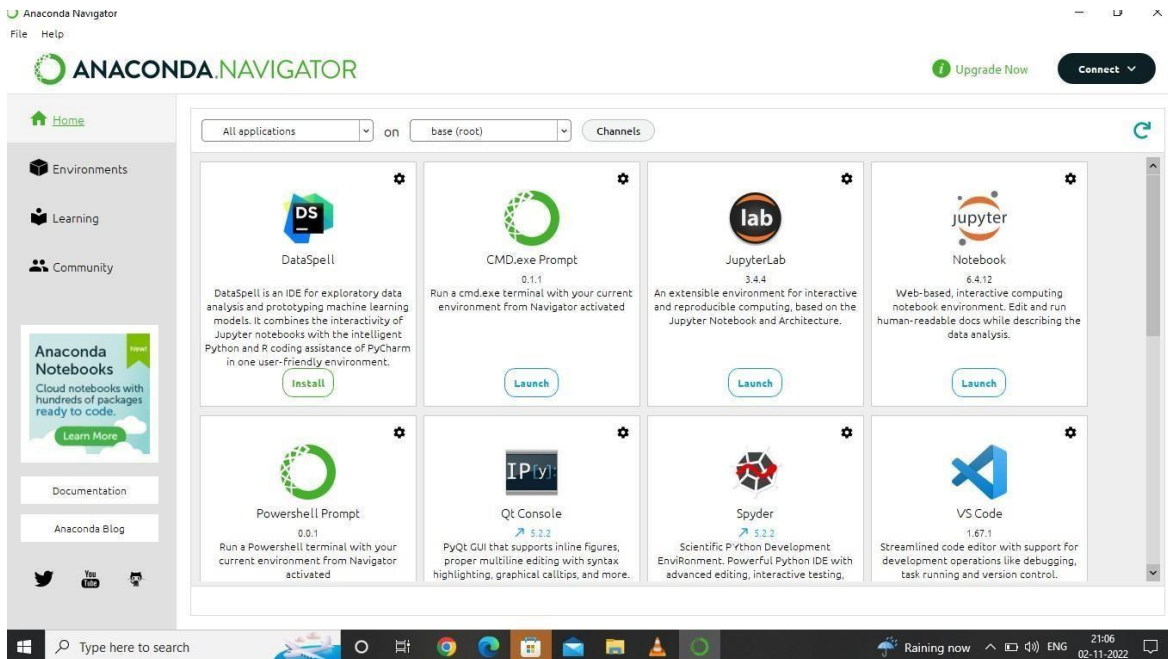 Anaconda Navigator
File Help
ANACONDA.NAVIGATOR
Upgrade Now
Connect
Home
Environments
Learning
Community
Anaconda
Notebooks
New!
Cloud notebooks with
hundreds of packages
ready to code.
Learn More
Documentation
Anaconda Blog
You
Tube
All applications on base (root) Channels
DS
DataSpell
DataSpell is an IDE for exploratory data
analysis and prototyping machine learning
models. It combines the interactivity of
Jupyter notebooks with the intelligent
Python and R coding assistance of PyCharm
in one user-friendly environment.
Install
CMD.exe Prompt
0.1.1
Run a cmd.exe terminal with your current
environment from Navigator activated
Launch
lab
JupyterLab
3.4.4
An extensible environment for interactive
and reproducible computing, based on the
Jupyter Notebook and Architecture.
Launch
jupyter
Notebook
6.4.12
Web-based, interactive computing
notebook environment. Edit and run
human-readable docs while describing the
data analysis.
Launch
Powershell Prompt
0.0.1
Run a Powershell terminal with your
current environment from Navigator
activated
IP[y]:
Qt Console
5.2.2
PyQt GUI that supports inline figures,
proper multiline editing with syntax
highlighting, graphical calltips, and more.
Spyder
5.2.2
Scientific PYthon Development
EnviRonment. Powerful Python IDE with
advanced editing, interactive testing,
VS Code
1.67.1
Streamlined code editor with support for
development operations like debugging,
task running and version control.
Type here to search
Raining now
ENG
21:06
02-11-2022